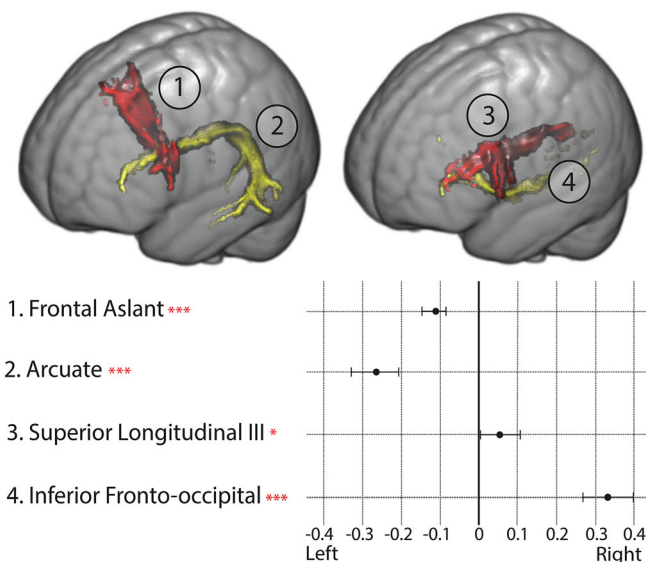 1
2
3
4
1. Frontal Aslant ***
2. Arcuate ***
3. Superior Longitudinal III *
4. Inferior Fronto-occipital ***
-0.4 -0.3 -0.2 -0.1 0 0.1 0.2 0.3 0.4
Left Right